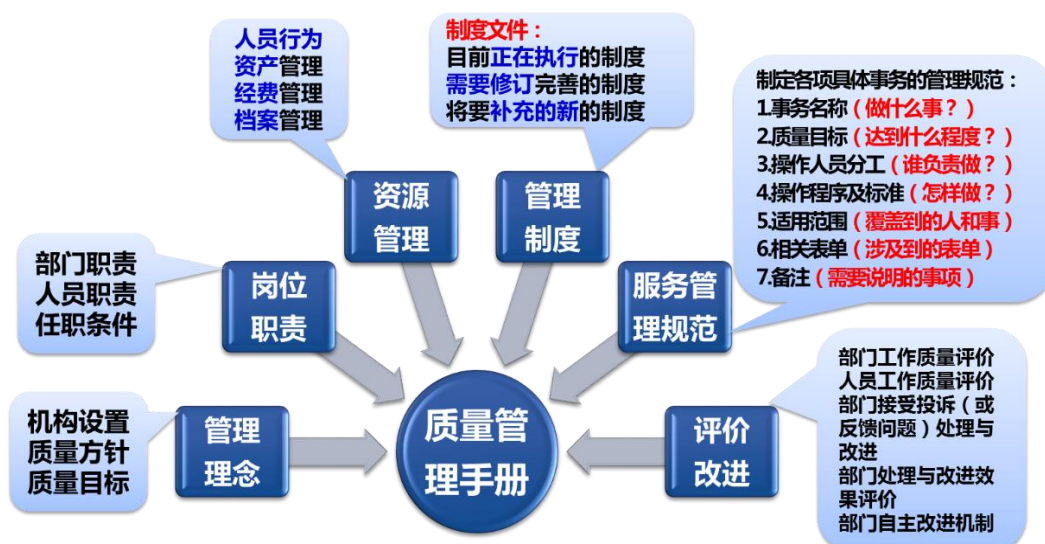 人员行为
资产管理
经费管理
档案管理
制度文件：
目前正在执行的制度
需要修订完善的制度
将要补充的新的制度
制定各项具体事务的管理规范：
1.事务名称（做什么事？）
2.质量目标（达到什么程度？）
3.操作人员分工（谁负责做？）
4.操作程序及标准（怎样做？）
5.适用范围（覆盖到的人和事）
6.相关表单（涉及到的表单）
7.备注（需要说明的事项）
资源
管理
管理
制度
部门职责
人员职责
任职条件
岗位
职责
服务管
理规范
机构设置
质量方针
质量目标
管理
理念
质量管
理手册
评价
改进
部门工作质量评价
人员工作质量评价
部门接受投诉（或
反馈问题）处理与
改进
部门处理与改进效
果评价
部门自主改进机制